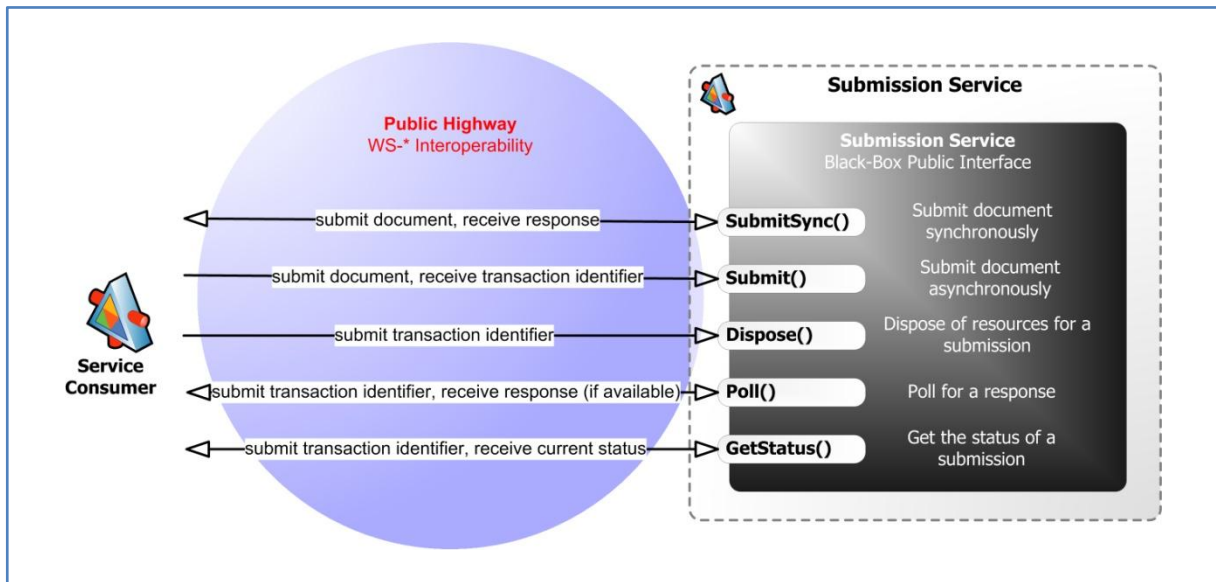 Submission Service
Public Highway
WS-* Interoperability
Submission Service
Black-Box Public Interface
submit document, receive response
SubmitSync()
Submit document
synchronously
submit document, receive transaction identifier
Submit()
Submit document
asynchronously
submit transaction identifier
Dispose()
Dispose of resources for a
submission
Service
Consumer
submit transaction identifier, receive response (if available)
Poll()
Poll for a response
submit transaction identifier, receive current status
GetStatus()
Get the status of a
submission